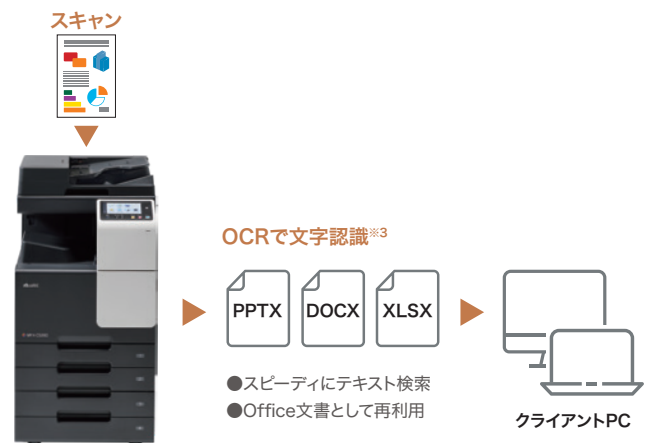 スキャン
OCRで文字認識※3
PPTX
DOCX
XLSX
●スピーディにテキスト検索
●Office文書として再利用
クライアントPC